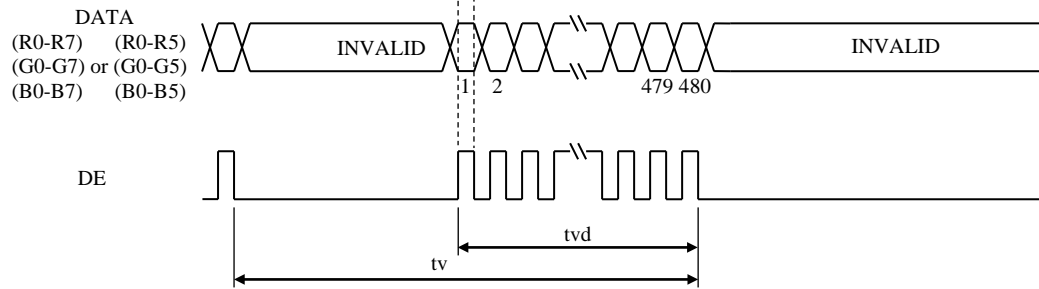 DATA
(R0-R7) (R0-R5)
(G0-G7) or (G0-G5)
(B0-B7) (B0-B5)
INVALID
INVALID
1 2 479 480
DE
tvd
tv